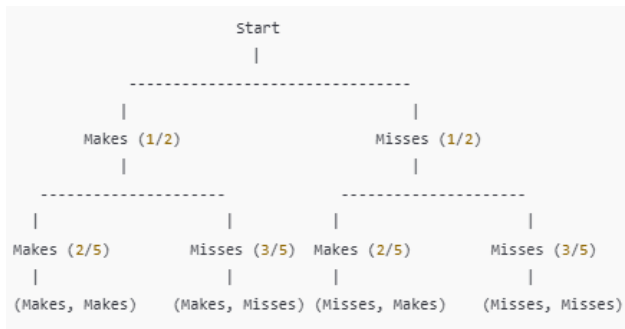 Start
|
--------------------------------
| |
Makes (1/2) Misses (1/2)
| |
--------------------- ---------------------
| | | |
Makes (2/5) Misses (3/5) Makes (2/5) Misses (3/5)
| | | |
(Makes, Makes) (Makes, Misses) (Misses, Makes) (Misses, Misses)